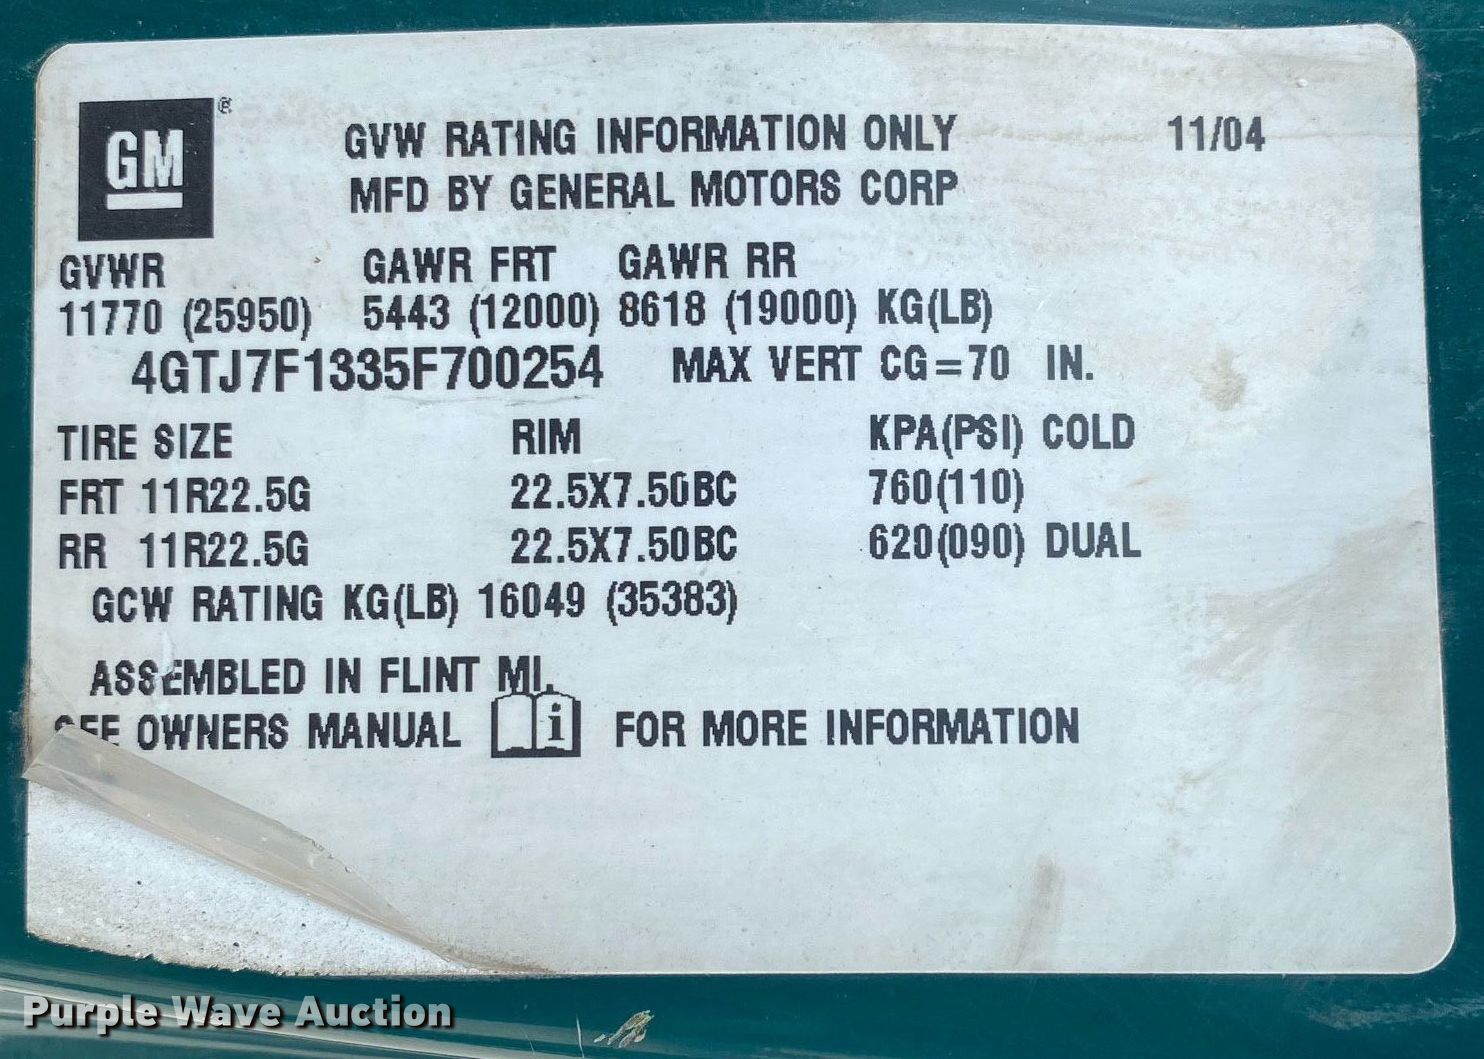 GM ®
GVW RATING INFORMATION ONLY 11/04
MFD BY GENERAL MOTORS CORP
GVWR GAWR FRT GAWR RR
11770 (25950) 5443 (12000) 8618 (19000) KG(LB)
4GTJ7F1335F700254 MAX VERT CG=70 IN.
TIRE SIZE RIM KPA(PSI) COLD
FRT 11R22.5G 22.5X7.50BC 760(110)
RR 11R22.5G 22.5X7.50BC 620(090) DUAL
GCW RATING KG(LB) 16049 (35383)
ASSEMBLED IN FLINT MI.
SEE OWNERS MANUAL i FOR MORE INFORMATION
Purple Wave Auction